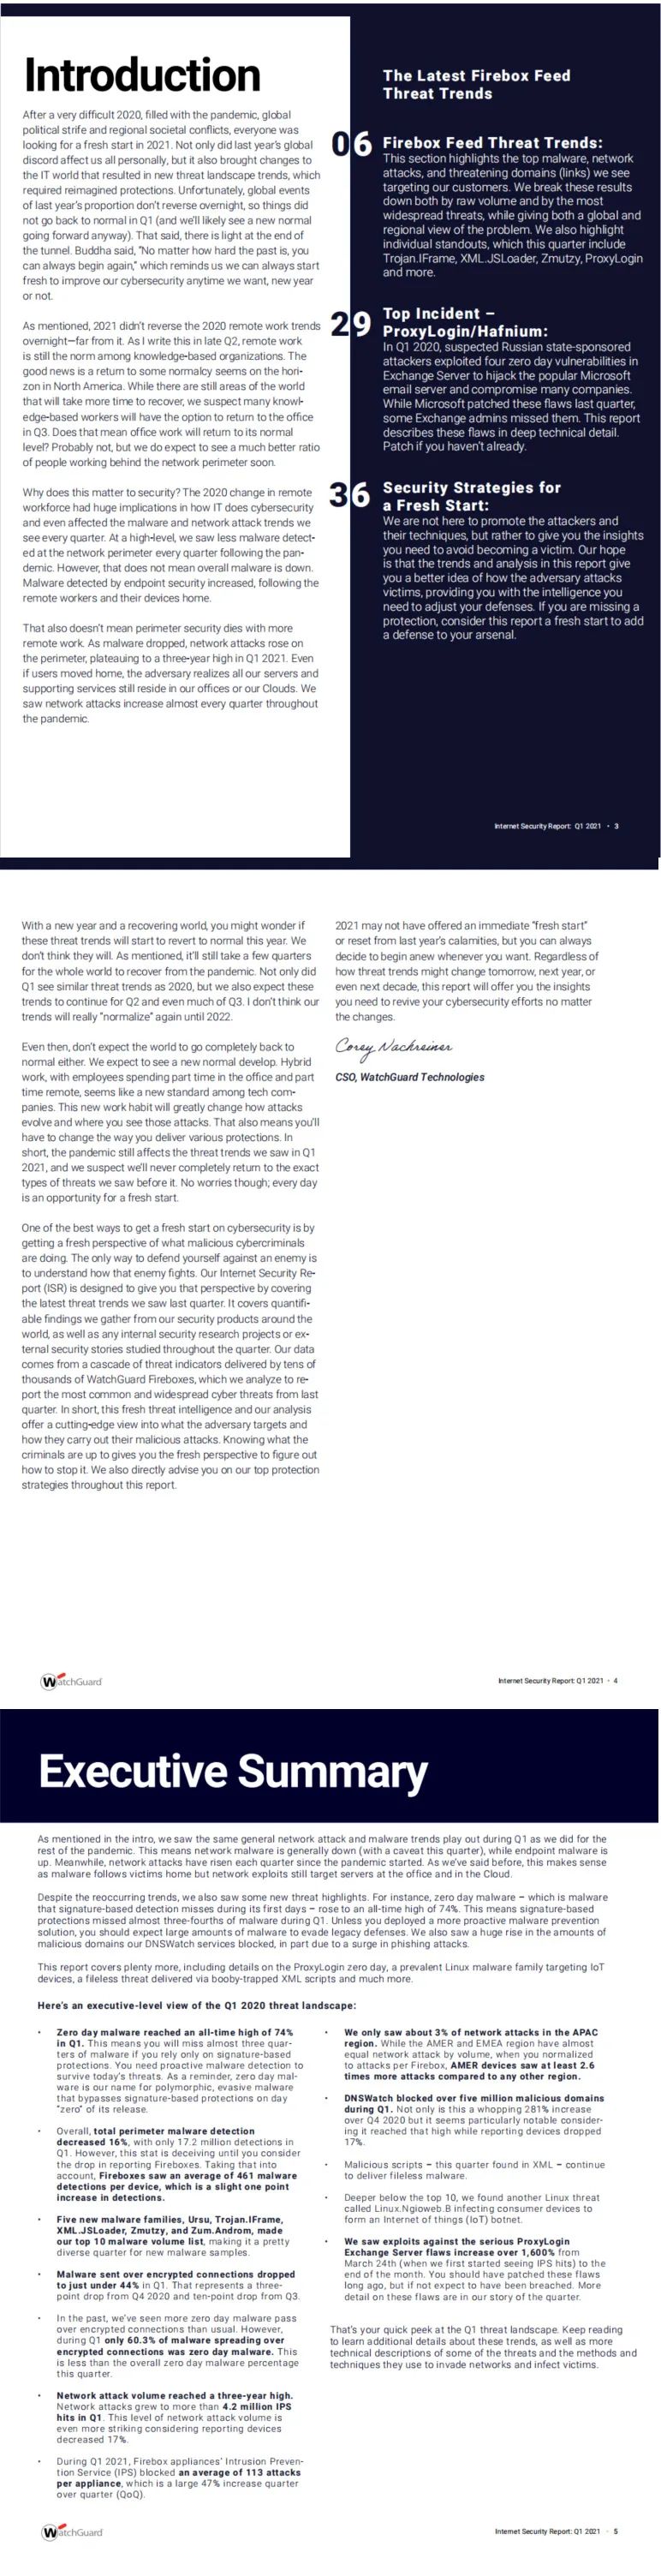 Introduction
After a very difficult 2020, filled with the pandemic, global
political strife and regional societal conflicts, everyone was
looking for a fresh start in 2021. Not only did last year's global
discord affect us all personally, but it also brought changes to
the IT world that resulted in new threat landscape trends, which
required reimagined protections. Unfortunately, global events
of last year's proportion don't reverse overnight, so things did
not go back to normal in Q1 (and we'll likely see a new normal
going forward anyway). That said, there is light at the end of
the tunnel. Buddha said, "No matter how hard the past is, you
can always begin again," which reminds us we can always start
fresh to improve our cybersecurity anytime we want, new year
or not.
As mentioned, 2021 didn't reverse the 2020 remote work trends
overnight—far from it. As I write this in late Q2, remote work
is still the norm among knowledge-based organizations. The
good news is a return to some normalcy seems on the hori-
zon in North America. While there are still areas of the world
that will take more time to recover, we suspect many knowl-
edge-based workers will have the option to return to the office
in Q3. Does that mean office work will return to its normal
level? Probably not, but we do expect to see a much better ratio
of people working behind the network perimeter soon.
Why does this matter to security? The 2020 change in remote
workforce had huge implications in how IT does cybersecurity
and even affected the malware and network attack trends we
see every quarter. At a high-level, we saw less malware detect-
ed at the network perimeter every quarter following the pan-
demic. However, that does not mean overall malware is down.
Malware detected by endpoint security increased, following the
remote workers and their devices home.
That also doesn't mean perimeter security dies with more
remote work. As malware dropped, network attacks rose on
the perimeter, plateauing to a three-year high in Q1 2021. Even
if users moved home, the adversary realizes all our servers and
supporting services still reside in our offices or our Clouds. We
saw network attacks increase almost every quarter throughout
the pandemic.
The Latest Firebox Feed
Threat Trends
06 Firebox Feed Threat Trends:
This section highlights the top malware, network
attacks, and threatening domains (links) we see
targeting our customers. We break these results
down both by raw volume and by the most
widespread threats, while giving both a global and
regional view of the problem. We also highlight
individual standouts, which this quarter include
Trojan.IFrame, XML.JSLoader, Zmutzy, ProxyLogin
and more.
29 Top Incident –
ProxyLogin/Hafnium:
In Q1 2020, suspected Russian state-sponsored
attackers exploited four zero day vulnerabilities in
Exchange Server to hijack the popular Microsoft
email server and compromise many companies.
While Microsoft patched these flaws last quarter,
some Exchange admins missed them. This report
describes these flaws in deep technical detail.
Patch if you haven't already.
36 Security Strategies for
a Fresh Start:
We are not here to promote the attackers and
their techniques, but rather to give you the insights
you need to avoid becoming a victim. Our hope
is that the trends and analysis in this report give
you a better idea of how the adversary attacks
victims, providing you with the intelligence you
need to adjust your defenses. If you are missing a
protection, consider this report a fresh start to add
a defense to your arsenal.
Internet Security Report: Q1 2021 • 3
With a new year and a recovering world, you might wonder if
these threat trends will start to revert to normal this year. We
don't think they will. As mentioned, it'll still take a few quarters
for the whole world to recover from the pandemic. Not only did
Q1 see similar threat trends as 2020, but we also expect these
trends to continue for Q2 and even much of Q3. I don't think our
trends will really "normalize" again until 2022.
Even then, don't expect the world to go completely back to
normal either. We expect to see a new normal develop. Hybrid
work, with employees spending part time in the office and part
time remote, seems like a new standard among tech com-
panies. This new work habit will greatly change how attacks
evolve and where you see those attacks. That also means you'll
have to change the way you deliver various protections. In
short, the pandemic still affects the threat trends we saw in Q1
2021, and we suspect we'll never completely return to the exact
types of threats we saw before it. No worries though; every day
is an opportunity for a fresh start.
One of the best ways to get a fresh start on cybersecurity is by
getting a fresh perspective of what malicious cybercriminals
are doing. The only way to defend yourself against an enemy is
to understand how that enemy fights. Our Internet Security Re-
port (ISR) is designed to give you that perspective by covering
the latest threat trends we saw last quarter. It covers quantifi-
able findings we gather from our security products around the
world, as well as any internal security research projects or ex-
ternal security stories studied throughout the quarter. Our data
comes from a cascade of threat indicators delivered by tens of
thousands of WatchGuard Fireboxes, which we analyze to re-
port the most common and widespread cyber threats from last
quarter. In short, this fresh threat intelligence and our analysis
offer a cutting-edge view into what the adversary targets and
how they carry out their malicious attacks. Knowing what the
criminals are up to gives you the fresh perspective to figure out
how to stop it. We also directly advise you on our top protection
strategies throughout this report.
2021 may not have offered an immediate "fresh start"
or reset from last year's calamities, but you can always
decide to begin anew whenever you want. Regardless of
how threat trends might change tomorrow, next year, or
even next decade, this report will offer you the insights
you need to revive your cybersecurity efforts no matter
the changes.
Corey Nachreiner
CSO, WatchGuard Technologies
WatchGuard
Internet Security Report: Q1 2021 • 4
Executive Summary
As mentioned in the intro, we saw the same general network attack and malware trends play out during Q1 as we did for the
rest of the pandemic. This means network malware is generally down (with a caveat this quarter), while endpoint malware is
up. Meanwhile, network attacks have risen each quarter since the pandemic started. As we've said before, this makes sense
as malware follows victims home but network exploits still target servers at the office and in the Cloud.
Despite the reoccurring trends, we also saw some new threat highlights. For instance, zero day malware – which is malware
that signature-based detection misses during its first days – rose to an all-time high of 74%. This means signature-based
protections missed almost three-fourths of malware during Q1. Unless you deployed a more proactive malware prevention
solution, you should expect large amounts of malware to evade legacy defenses. We also saw a huge rise in the amounts of
malicious domains our DNSWatch services blocked, in part due to a surge in phishing attacks.
This report covers plenty more, including details on the ProxyLogin zero day, a prevalent Linux malware family targeting IoT
devices, a fileless threat delivered via booby-trapped XML scripts and much more.
Here's an executive-level view of the Q1 2020 threat landscape:
• Zero day malware reached an all-time high of 74%
in Q1. This means you will miss almost three quar-
ters of malware if you rely only on signature-based
protections. You need proactive malware detection to
survive today's threats. As a reminder, zero day mal-
ware is our name for polymorphic, evasive malware
that bypasses signature-based protections on day
"zero" of its release.
• Overall, total perimeter malware detection
decreased 16%, with only 17.2 million detections in
Q1. However, this stat is deceiving until you consider
the drop in reporting Fireboxes. Taking that into
account, Fireboxes saw an average of 461 malware
detections per device, which is a slight one point
increase in detections.
• Five new malware families, Ursu, Trojan.IFrame,
XML.JSLoader, Zmutzy, and Zum.Androm, made
our top 10 malware volume list, making it a pretty
diverse quarter for new malware samples.
• Malware sent over encrypted connections dropped
to just under 44% in Q1. That represents a three-
point drop from Q4 2020 and ten-point drop from Q3.
• In the past, we've seen more zero day malware pass
over encrypted connections than usual. However,
during Q1 only 60.3% of malware spreading over
encrypted connections was zero day malware. This
is less than the overall zero day malware percentage
this quarter.
• Network attack volume reached a three-year high.
Network attacks grew to more than 4.2 million IPS
hits in Q1. This level of network attack volume is
even more striking considering reporting devices
decreased 17%.
• During Q1 2021, Firebox appliances' Intrusion Preven-
tion Service (IPS) blocked an average of 113 attacks
per appliance, which is a large 47% increase quarter
over quarter (QoQ).
• We only saw about 3% of network attacks in the APAC
region. While the AMER and EMEA region have almost
equal network attack by volume, when you normalized
to attacks per Firebox, AMER devices saw at least 2.6
times more attacks compared to any other region.
• DNSWatch blocked over five million malicious domains
during Q1. Not only is this a whopping 281% increase
over Q4 2020 but it seems particularly notable consider-
ing it reached that high while reporting devices dropped
17%.
• Malicious scripts – this quarter found in XML – continue
to deliver fileless malware.
• Deeper below the top 10, we found another Linux threat
called Linux.Ngioweb.B infecting consumer devices to
form an Internet of things (IoT) botnet.
• We saw exploits against the serious ProxyLogin
Exchange Server flaws increase over 1,600% from
March 24th (when we first started seeing IPS hits) to the
end of the month. You should have patched these flaws
long ago, but if not expect to have been breached. More
detail on these flaws are in our story of the quarter.
That's your quick peek at the Q1 threat landscape. Keep reading
to learn additional details about these trends, as well as more
technical descriptions of some of the threats and the methods and
techniques they use to invade networks and infect victims.
WatchGuard
Internet Security Report: Q1 2021 • 5